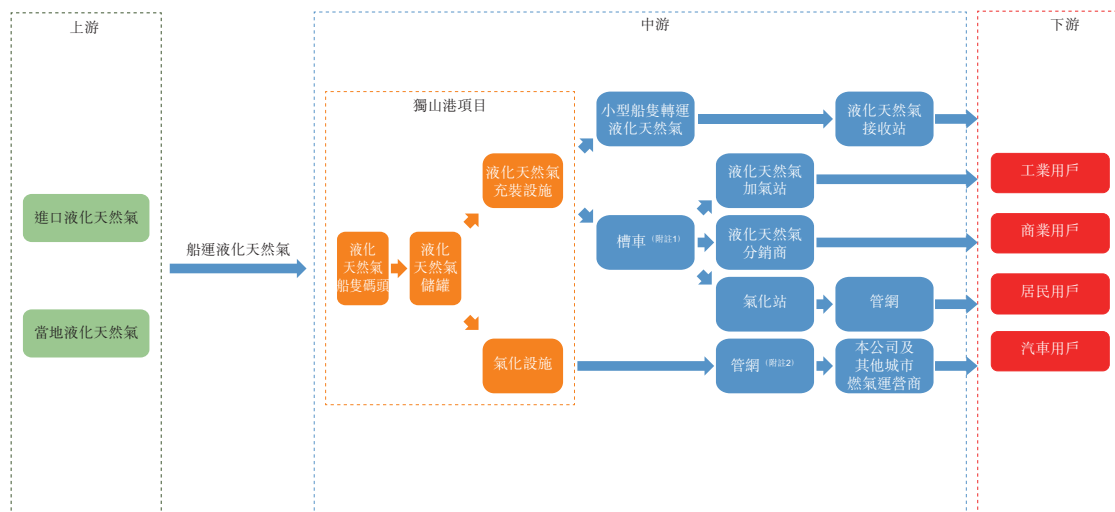 上游
中游
下游
進口液化天然氣
當地液化天然氣
船運液化天然氣
獨山港項目
液化
天然氣
船隻碼頭
液化
天然氣
儲罐
液化天然氣
充裝設施
氣化設施
小型船隻轉運
液化天然氣
液化天然氣
接收站
槽車（附註1）
液化天然氣
加氣站
液化天然氣
分銷商
氣化站
管網
管網（附註2）
本公司及
其他城市
燃氣運營商
工業用戶
商業用戶
居民用戶
汽車用戶